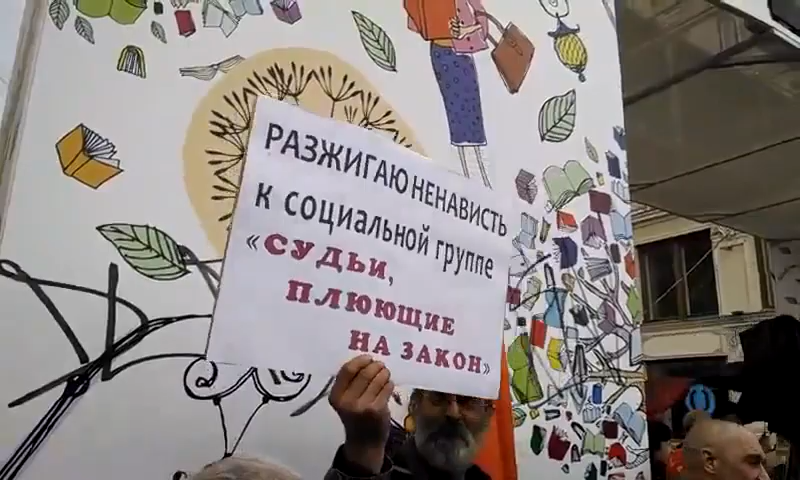 РАЗЖИГАЮ НЕНАВИСТЬ
к социальной группе
«СУДЬИ,
ПЛЮЮЩИЕ
НА ЗАКОН»